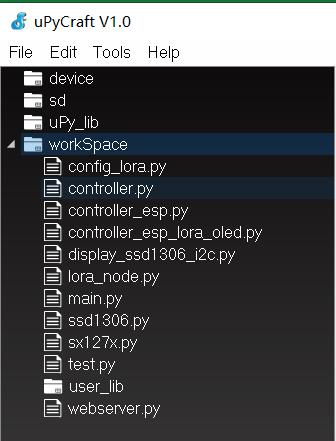 uPyCraft V1.0
File Edit Tools Help
device
sd
uPy_lib
workSpace
config_lora.py
controller.py
controller_esp.py
controller_esp_lora_oled.py
display_ssd1306_i2c.py
lora_node.py
main.py
ssd1306.py
sx127x.py
test.py
user_lib
webserver.py